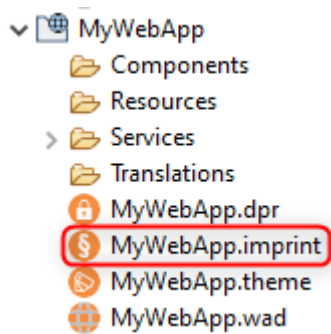 MyWebApp
Components
Resources
Services
Translations
MyWebApp.dpr
MyWebApp.imprint
MyWebApp.theme
MyWebApp.wad